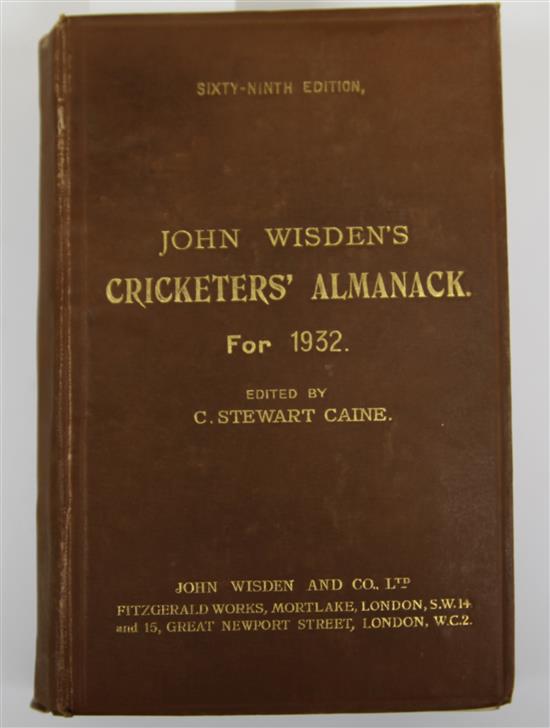 SIXTY-NINTH EDITION,
JOHN WISDEN'S
CRICKETERS' ALMANACK.
For 1932.
EDITED BY
C. STEWART CAINE.
JOHN WISDEN AND CO., LTD
FITZGERALD WORKS, MORTLAKE, LONDON, S.W. 14
and 15, GREAT NEWPORT STREET, LONDON, W.C.2.